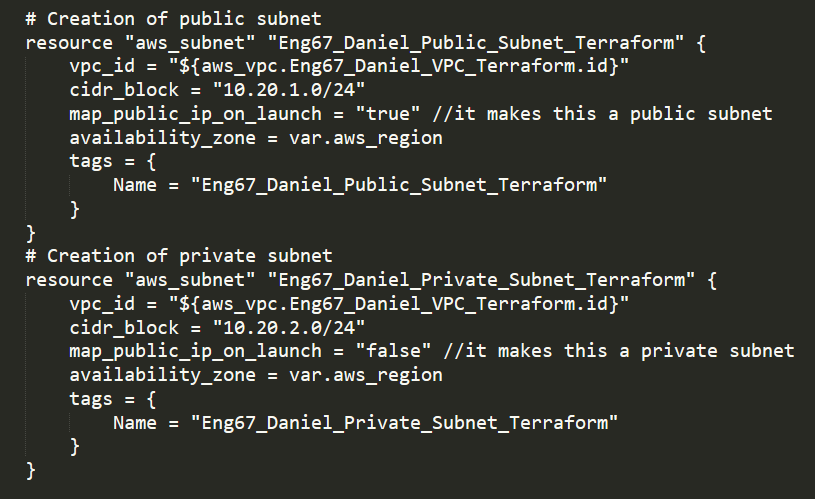 # Creation of public subnet
resource "aws_subnet" "Eng67_Daniel_Public_Subnet_Terraform" {
    vpc_id = "${aws_vpc.Eng67_Daniel_VPC_Terraform.id}"
    cidr_block = "10.20.1.0/24"
    map_public_ip_on_launch = "true" //it makes this a public subnet
    availability_zone = var.aws_region
    tags = {
        Name = "Eng67_Daniel_Public_Subnet_Terraform"
    }
}
# Creation of private subnet
resource "aws_subnet" "Eng67_Daniel_Private_Subnet_Terraform" {
    vpc_id = "${aws_vpc.Eng67_Daniel_VPC_Terraform.id}"
    cidr_block = "10.20.2.0/24"
    map_public_ip_on_launch = "false" //it makes this a private subnet
    availability_zone = var.aws_region
    tags = {
        Name = "Eng67_Daniel_Private_Subnet_Terraform"
    }
}